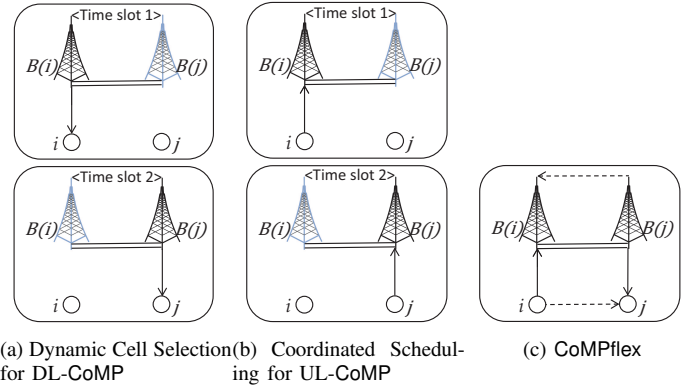 <Time slot 1>
B(i) B(j)
i j
<Time slot 1>
B(i) B(j)
i j
<Time slot 2>
B(i) B(j)
i j
<Time slot 2>
B(i) B(j)
i j
B(i) B(j)
i j
(a) Dynamic Cell Selection
for DL-CoMP
(b) Coordinated Schedul-
ing for UL-CoMP
(c) CoMPflex